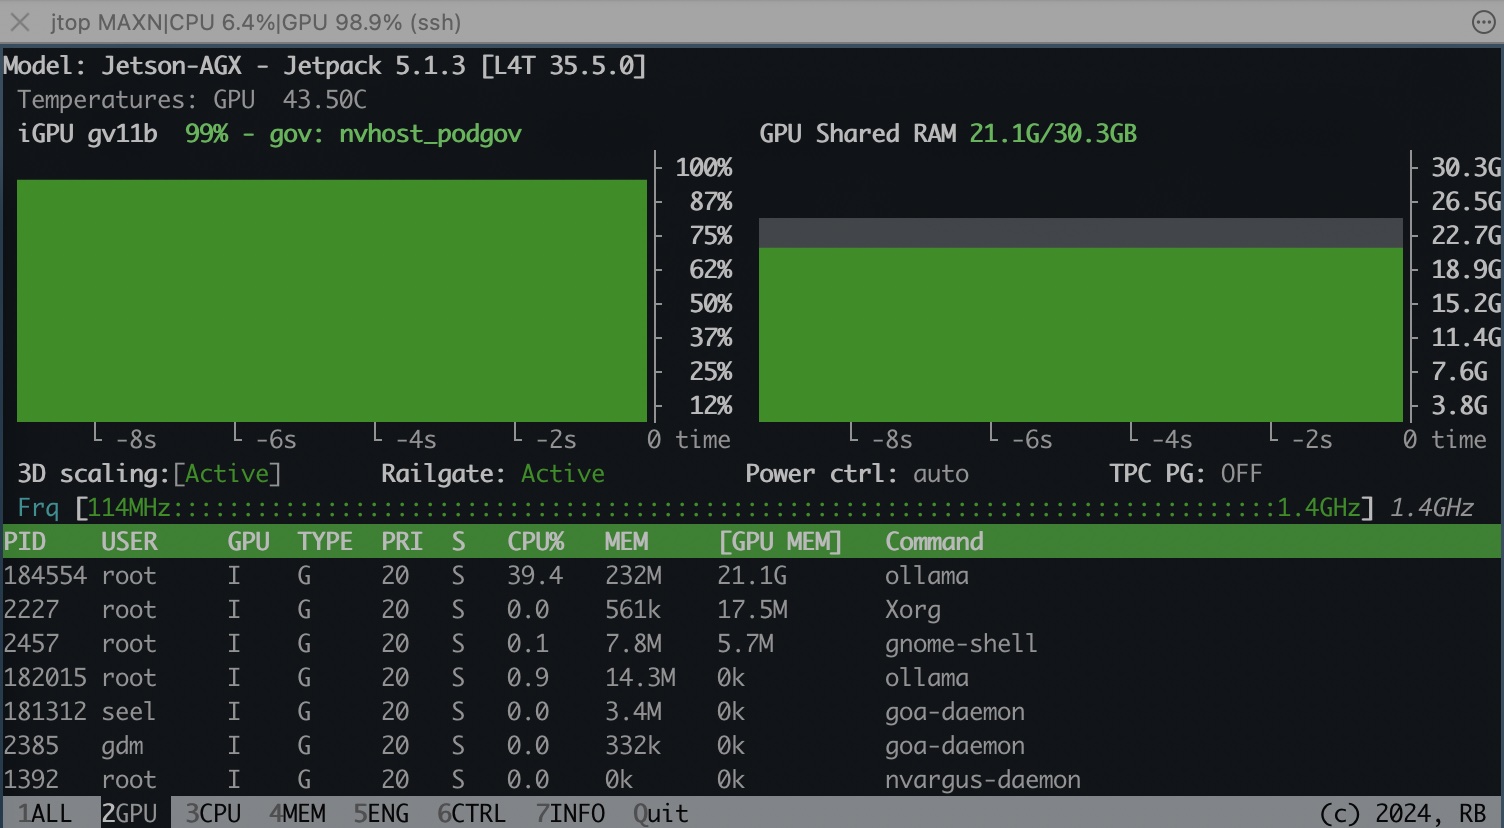 jtop MAXN|CPU 6.4%|GPU 98.9% (ssh)
Model: Jetson-AGX - Jetpack 5.1.3 [L4T 35.5.0]
Temperatures: GPU 43.50C
iGPU gv11b 99% - gov: nvhost_podgov GPU Shared RAM 21.1G/30.3GB
100% 30.3G
87% 26.5G
75% 22.7G
62% 18.9G
50% 15.2G
37% 11.4G
25% 7.6G
12% 3.8G
-8s -6s -4s -2s 0 time -8s -6s -4s -2s 0 time
3D scaling:[Active] Railgate: Active Power ctrl: auto TPC PG: OFF
Frq [114MHz::::::::::::::::::::::::::::::::::::::::::::::::::::::::::::::::::::::::::::::1.4GHz] 1.4GHz
PID USER GPU TYPE PRI S CPU% MEM [GPU MEM] Command
184554 root I G 20 S 39.4 232M 21.1G ollama
2227 root I G 20 S 0.0 561k 17.5M Xorg
2457 root I G 20 S 0.1 7.8M 5.7M gnome-shell
182015 root I G 20 S 0.9 14.3M 0k ollama
181312 seel I G 20 S 0.0 3.4M 0k goa-daemon
2385 gdm I G 20 S 0.0 332k 0k goa-daemon
1392 root I G 20 S 0.0 0k 0k nvargus-daemon
1ALL 2GPU 3CPU 4MEM 5ENG 6CTRL 7INFO Quit (c) 2024, RB